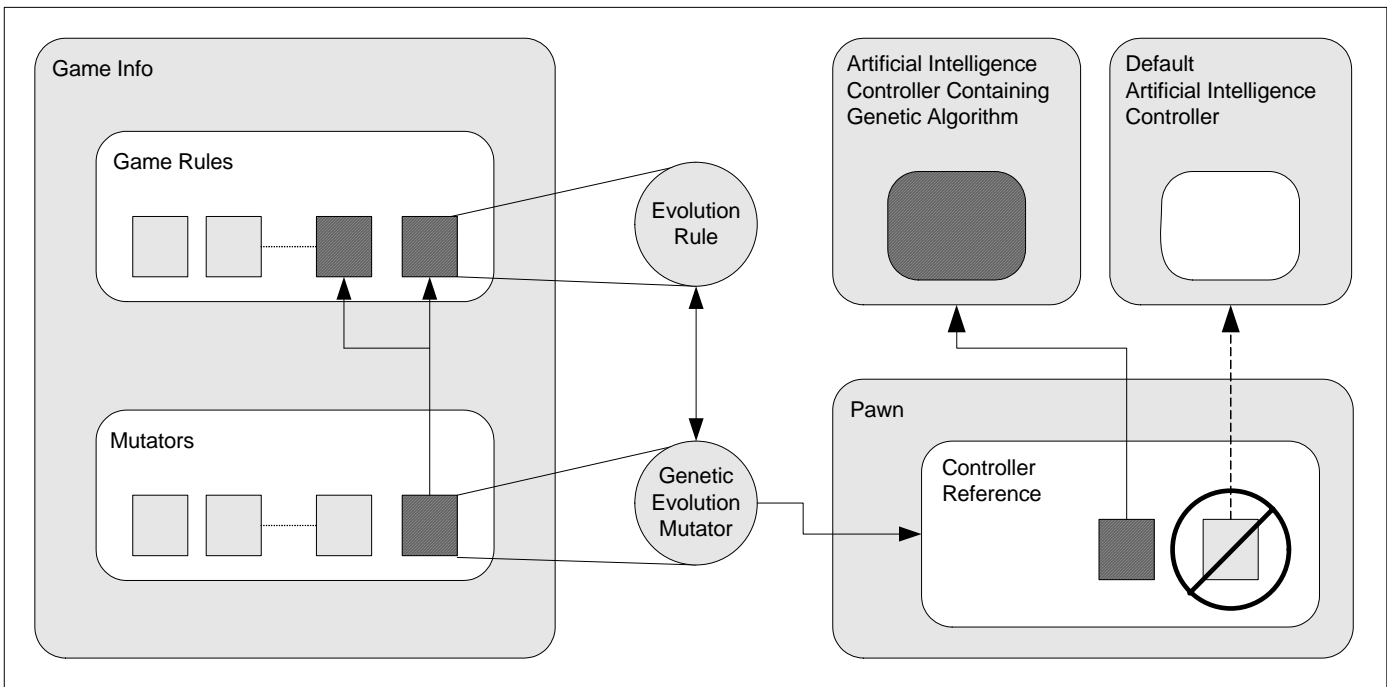 Game Info
Game Rules
Mutators
Evolution
Rule
Genetic
Evolution
Mutator
Artificial Intelligence
Controller Containing
Genetic Algorithm
Default
Artificial Intelligence
Controller
Pawn
Controller
Reference